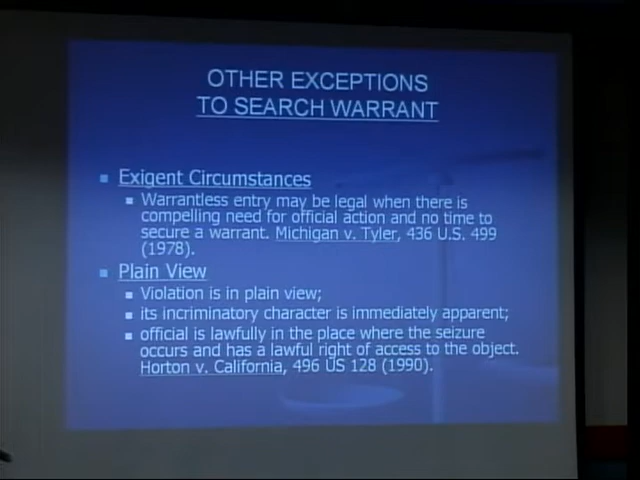 OTHER EXCEPTIONS
TO SEARCH WARRANT
Exigent Circumstances
Warrantless entry may be legal when there is
compelling need for official action and no time to
secure a warrant. Michigan v. Tyler, 436 U.S. 499
(1978).
Plain View
Violation is in plain view;
its incriminatory character is immediately apparent;
official is lawfully in the place where the seizure
occurs and has a lawful right of access to the object.
Horton v. California, 496 US 128 (1990).